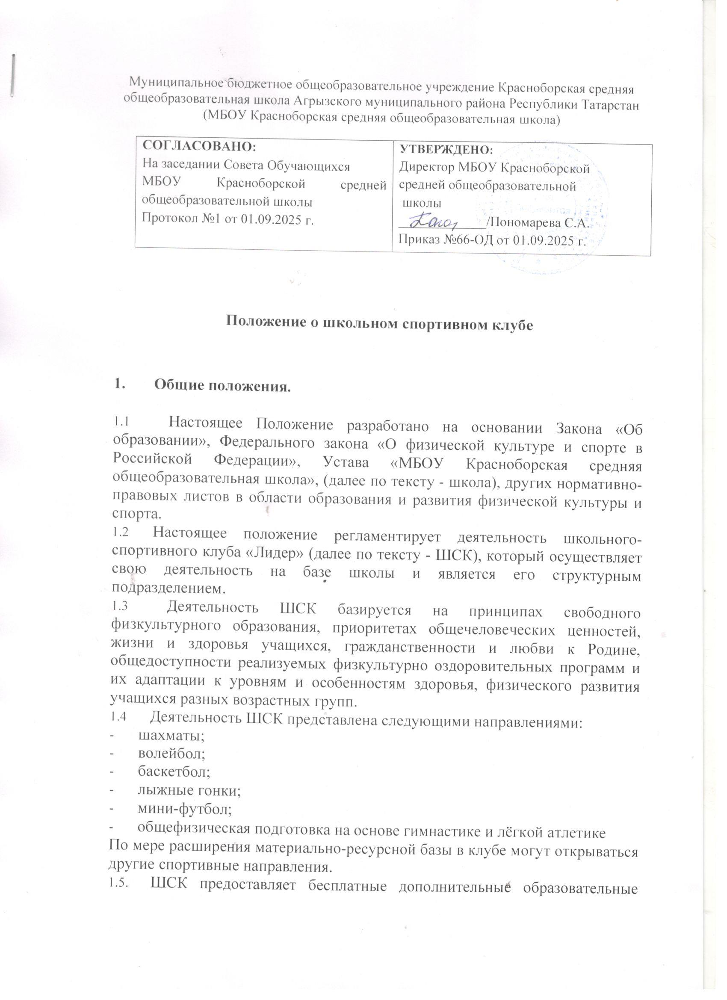 Муниципальное бюджетное общеобразовательное учреждение Красноборская средняя
общеобразовательная школа Агрызского муниципального района Республики Татарстан
(МБОУ Красноборская средняя общеобразовательная школа)
СОГЛАСОВАНО:
На заседании Совета Обучающихся
МБОУ Красноборской средней
общеобразовательной школы
Протокол №1 от 01.09.2025 г.
УТВЕРЖДЕНО:
Директор МБОУ Красноборской
средней общеобразовательной
школы
/Пономарева С.А.
Приказ №66-ОД от 01.09.2025 г.
Положение о школьном спортивном клубе
1. Общие положения.
1.1 Настоящее Положение разработано на основании Закона «Об
образовании», Федерального закона «О физической культуре и спорте в
Российской Федерации», Устава «МБОУ Красноборская средняя
общеобразовательная школа», (далее по тексту - школа), других нормативно-
правовых листов в области образования и развития физической культуры и
спорта.
1.2 Настоящее положение регламентирует деятельность школьного-
спортивного клуба «Лидер» (далее по тексту - ШСК), который осуществляет
свою деятельность на базе школы и является его структурным
подразделением.
1.3 Деятельность ШСК базируется на принципах свободного
физкультурного образования, приоритетах общечеловеческих ценностей,
жизни и здоровья учащихся, гражданственности и любви к Родине,
общедоступности реализуемых физкультурно оздоровительных программ и
их адаптации к уровням и особенностям здоровья, физического развития
учащихся разных возрастных групп.
1.4 Деятельность ШСК представлена следующими направлениями:
- шахматы;
- волейбол;
- баскетбол;
- лыжные гонки;
- мини-футбол;
- общефизическая подготовка на основе гимнастике и лёгкой атлетике
По мере расширения материально-ресурсной базы в клубе могут открываться
другие спортивные направления.
1.5. ШСК предоставляет бесплатные дополнительные образовательные